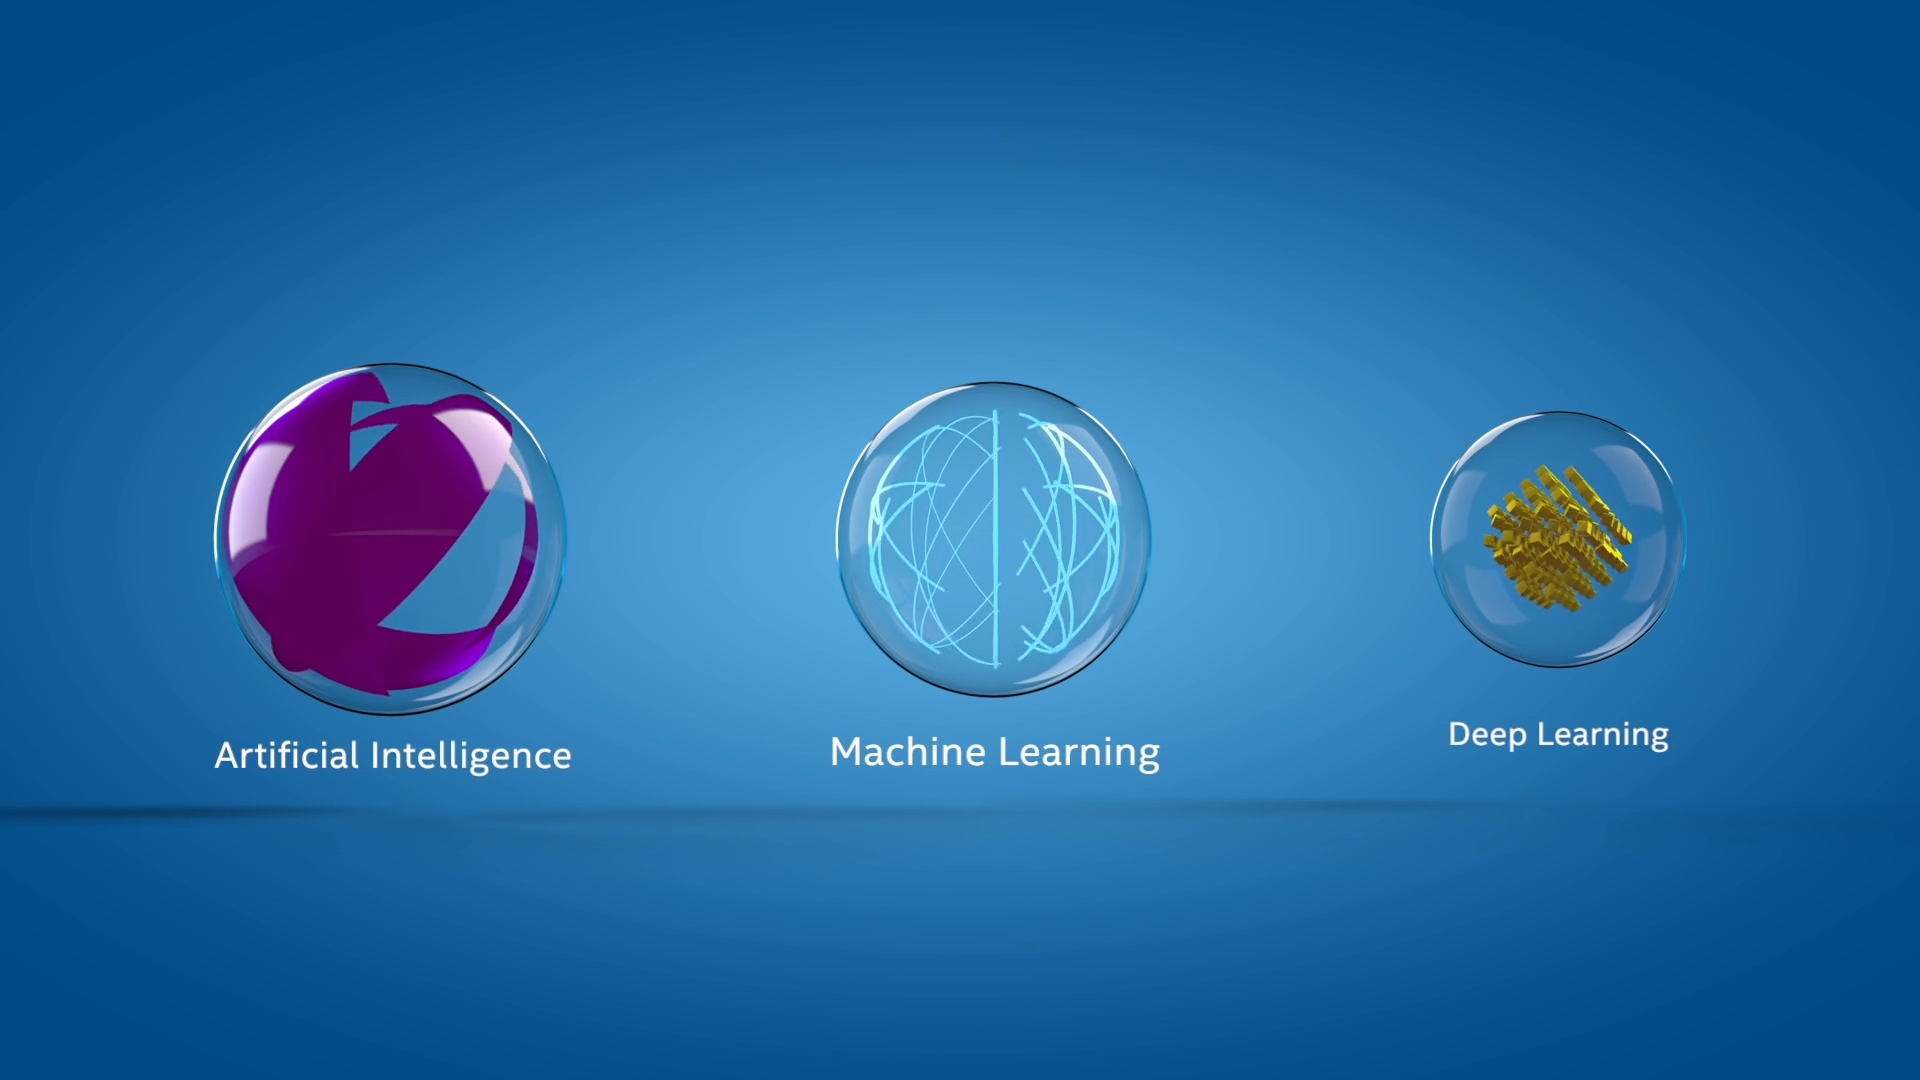 Artificial Intelligence
Machine Learning
Deep Learning